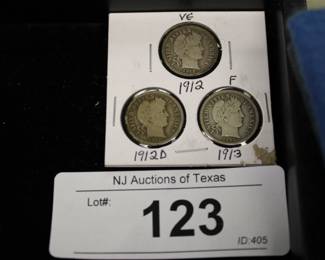 VG
1912
F
1912D
1913
NJ Auctions of Texas
Lot#:
123
ID:405